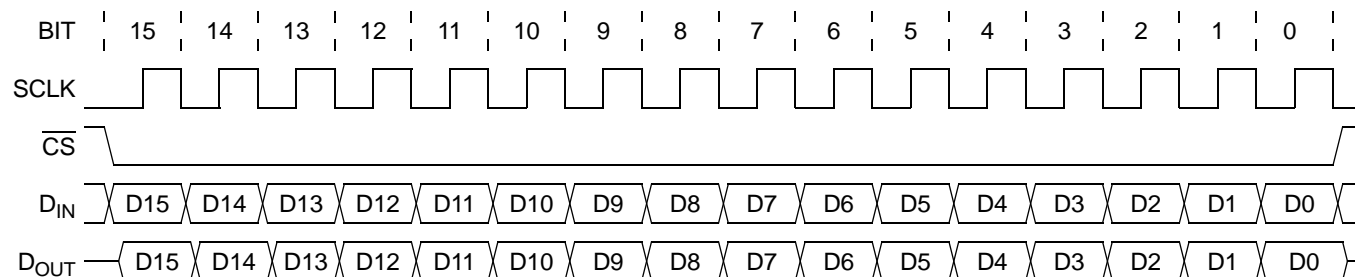 BIT 15 14 13 12 11 10 9 8 7 6 5 4 3 2 1 0
SCLK
CS
DIN D15 D14 D13 D12 D11 D10 D9 D8 D7 D6 D5 D4 D3 D2 D1 D0
DOUT D15 D14 D13 D12 D11 D10 D9 D8 D7 D6 D5 D4 D3 D2 D1 D0